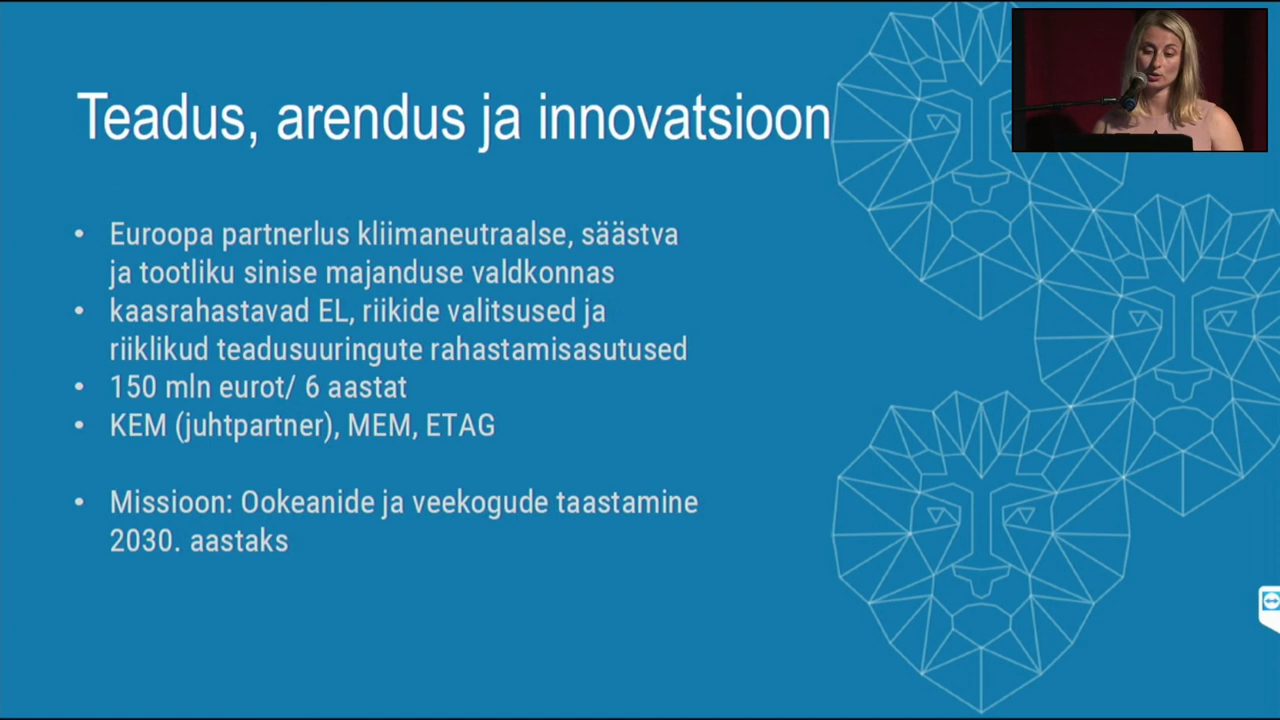 Teadus, arendus ja innovatsioon
• Euroopa partnerlus kliimaneutraalse, säästva
ja tootliku sinise majanduse valdkonnas
• kaasrahastavad EL, riikide valitsused ja
riiklikud teadusuuringute rahastamisasutused
• 150 mln eurot/ 6 aastat
• KEM (juhtpartner), MEM, ETAG
• Missioon: Ookeanide ja veekogude taastamine
2030. aastaks